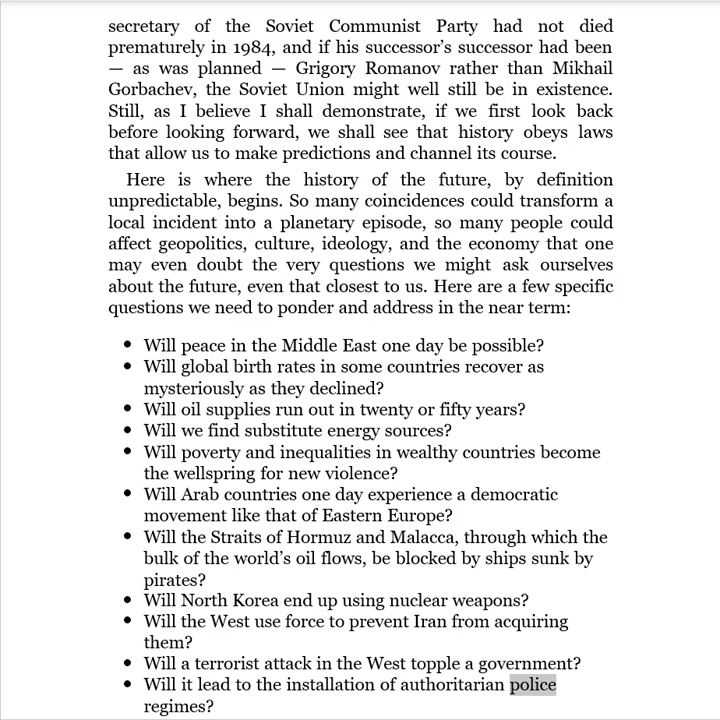 secretary of the Soviet Communist Party had not died
prematurely in 1984, and if his successor's successor had been
— as was planned — Grigory Romanov rather than Mikhail
Gorbachev, the Soviet Union might well still be in existence.
Still, as I believe I shall demonstrate, if we first look back
before looking forward, we shall see that history obeys laws
that allow us to make predictions and channel its course.
Here is where the history of the future, by definition
unpredictable, begins. So many coincidences could transform a
local incident into a planetary episode, so many people could
affect geopolitics, culture, ideology, and the economy that one
may even doubt the very questions we might ask ourselves
about the future, even that closest to us. Here are a few specific
questions we need to ponder and address in the near term:
• Will peace in the Middle East one day be possible?
• Will global birth rates in some countries recover as
mysteriously as they declined?
• Will oil supplies run out in twenty or fifty years?
• Will we find substitute energy sources?
• Will poverty and inequalities in wealthy countries become
the wellspring for new violence?
• Will Arab countries one day experience a democratic
movement like that of Eastern Europe?
• Will the Straits of Hormuz and Malacca, through which the
bulk of the world's oil flows, be blocked by ships sunk by
pirates?
• Will North Korea end up using nuclear weapons?
• Will the West use force to prevent Iran from acquiring
them?
• Will a terrorist attack in the West topple a government?
• Will it lead to the installation of authoritarian police
regimes?